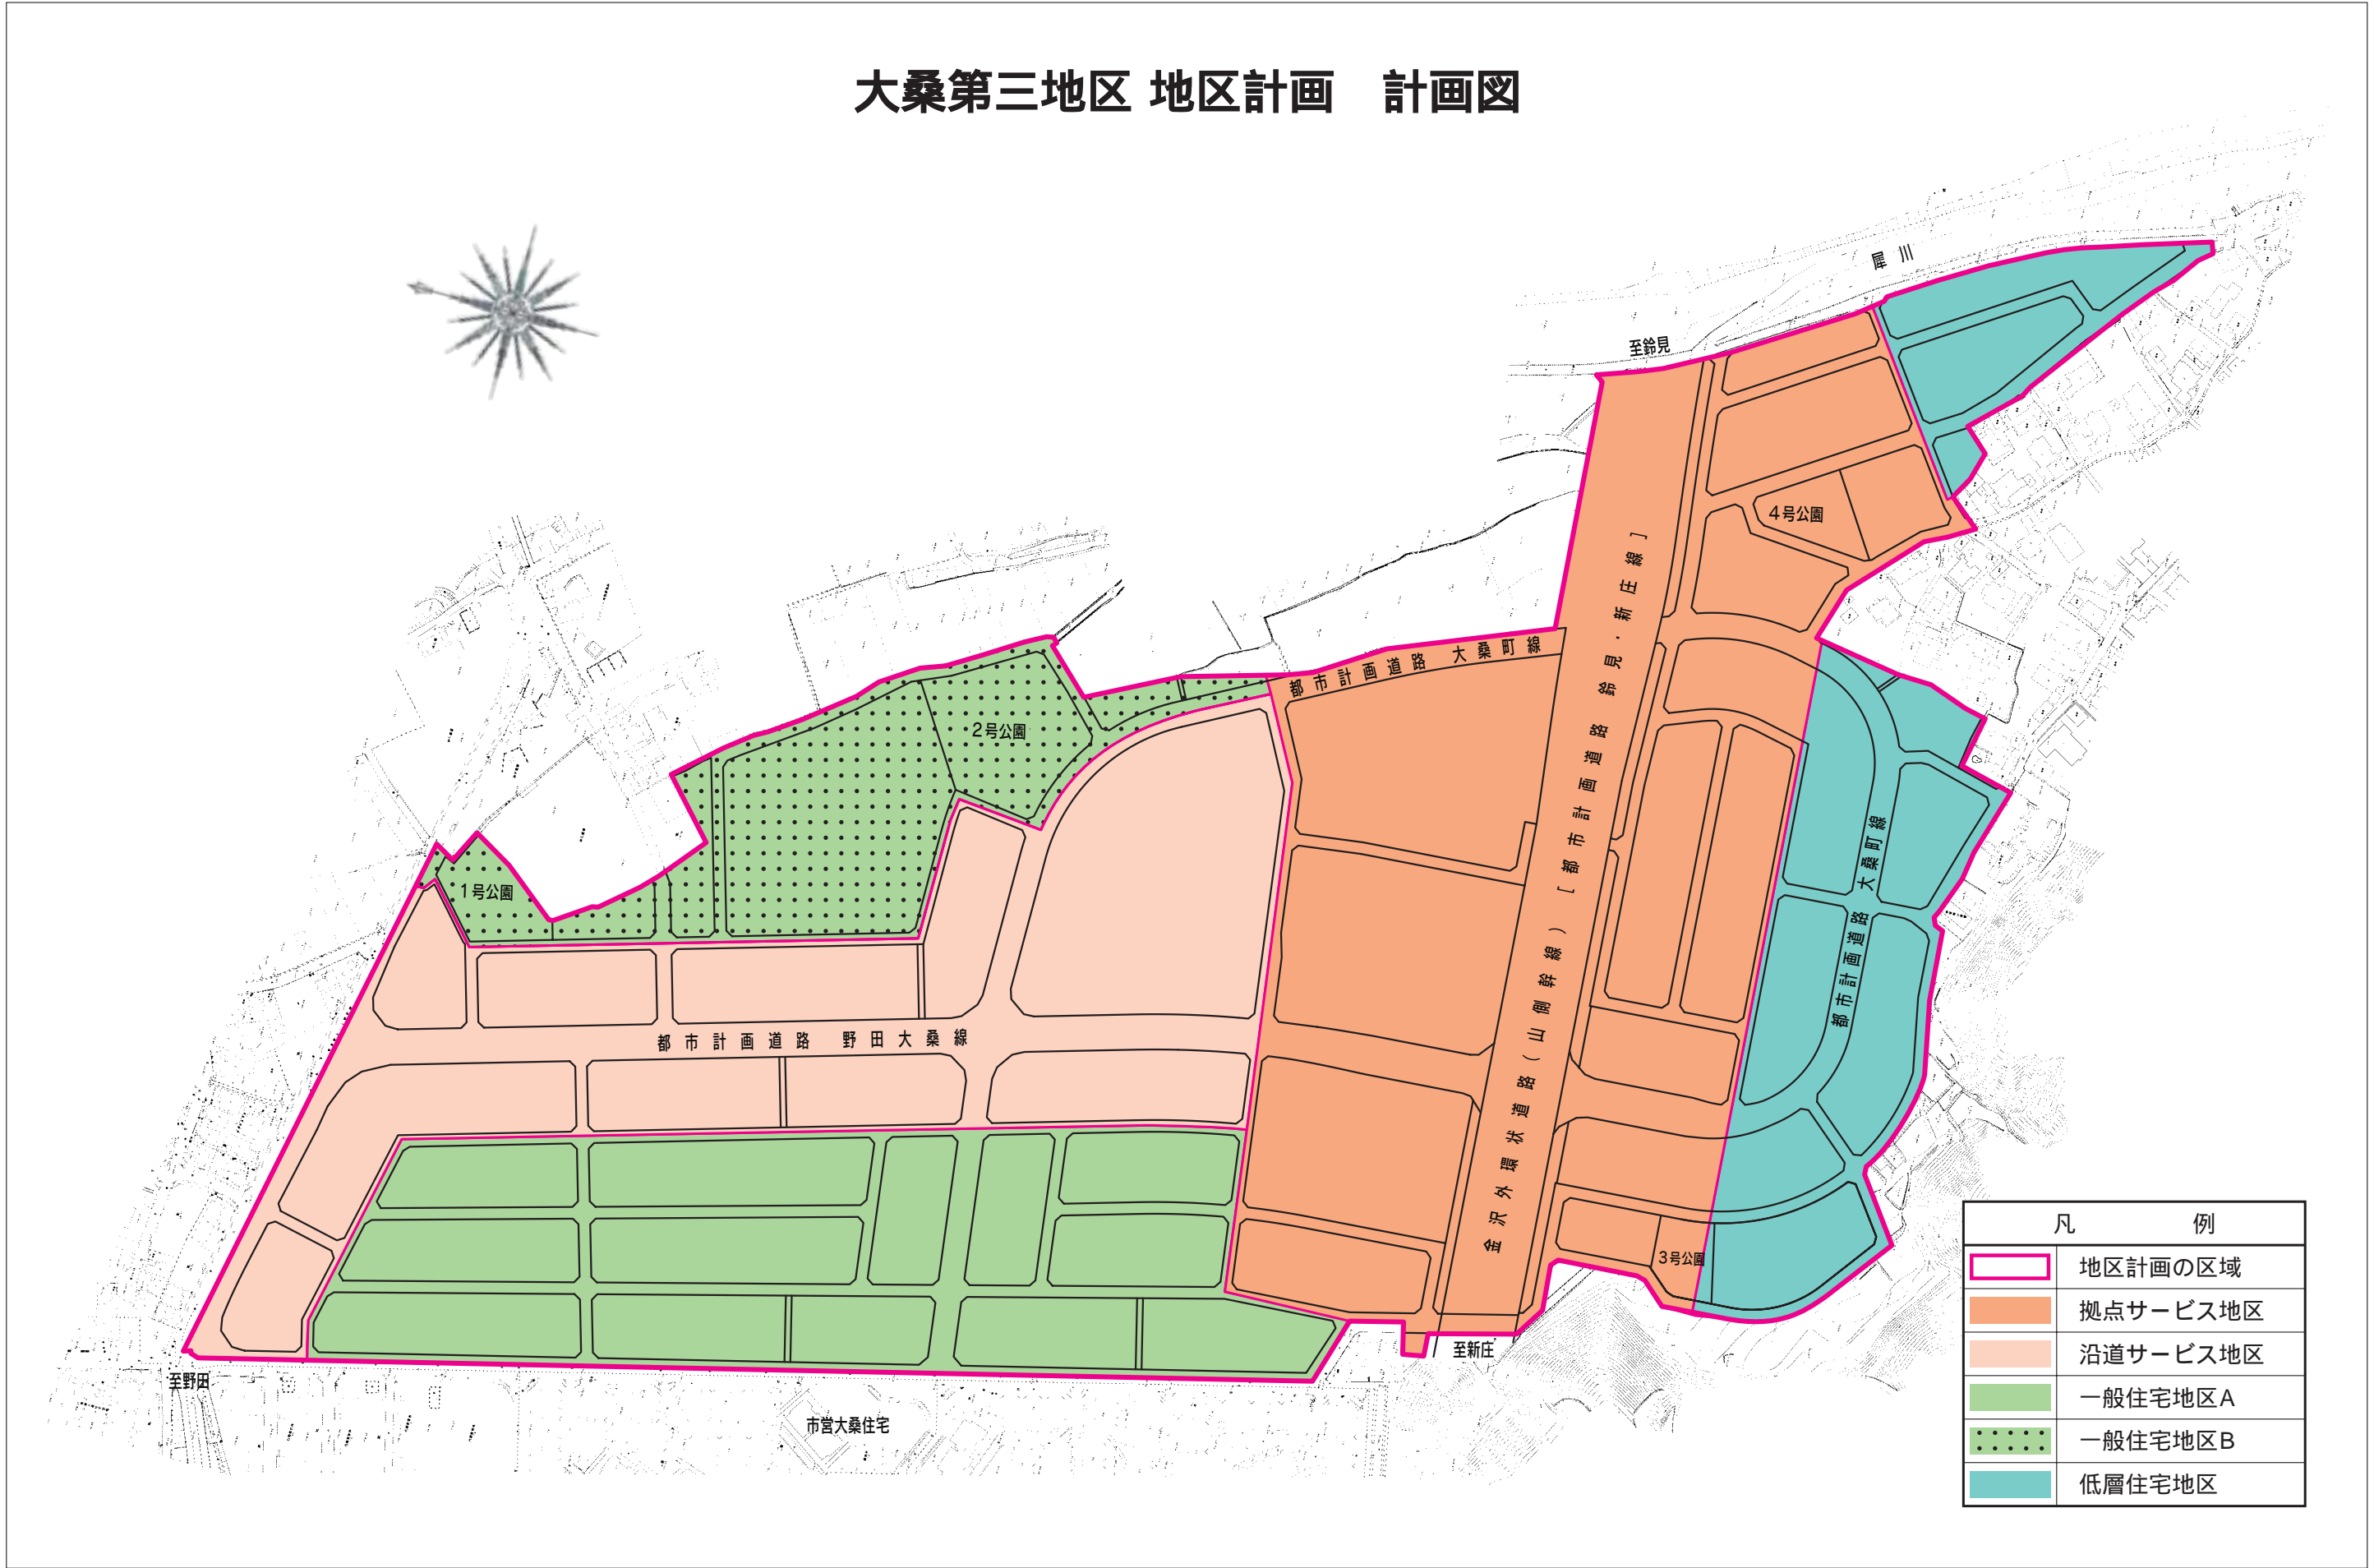 大桑第三地区 地区計画　計画図
犀川
至鈴見
4号公園
都市計画道路　大桑町線
金沢外環状道路（山側幹線）［都市計画道路　鈴見・新庄線］
2号公園
1号公園
都市計画道路　大桑町線
都市計画道路　野田大桑線
3号公園
至新庄
至野田
市営大桑住宅
凡　例
地区計画の区域
拠点サービス地区
沿道サービス地区
一般住宅地区A
一般住宅地区B
低層住宅地区